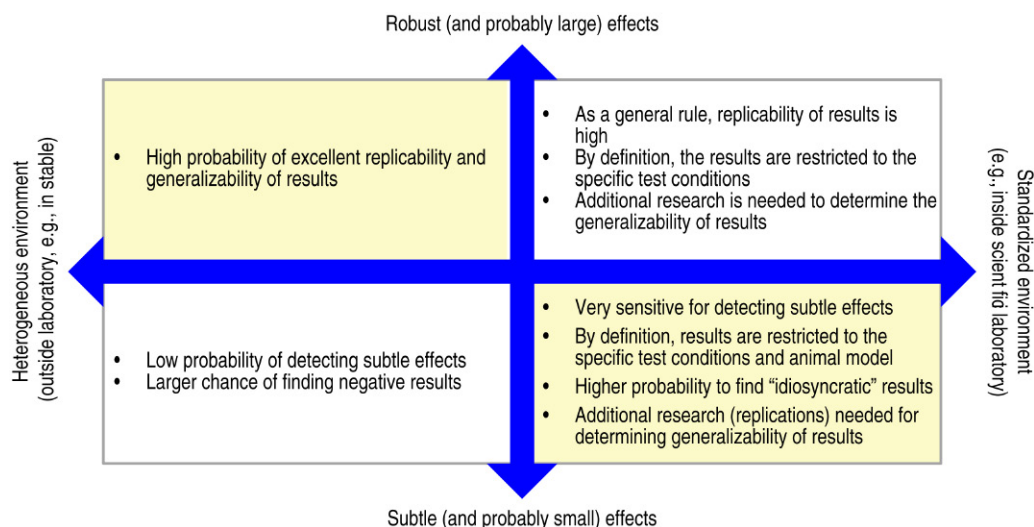 Robust (and probably large) effects
Heterogeneous environment
(outside laboratory, e.g., in stable)
• High probability of excellent replicability and
generalizability of results
• As a general rule, replicability of results is
high
• By definition, the results are restricted to the
specific test conditions
• Additional research is needed to determine the
generalizability of results
Standardized environment
(e.g., inside scient fió laboratory)
• Low probability of detecting subtle effects
• Larger chance of finding negative results
• Very sensitive for detecting subtle effects
• By definition, results are restricted to the
specific test conditions and animal model
• Higher probability to find “idiosyncratic” results
• Additional research (replications) needed for
determining generalizability of results
Subtle (and probably small) effects